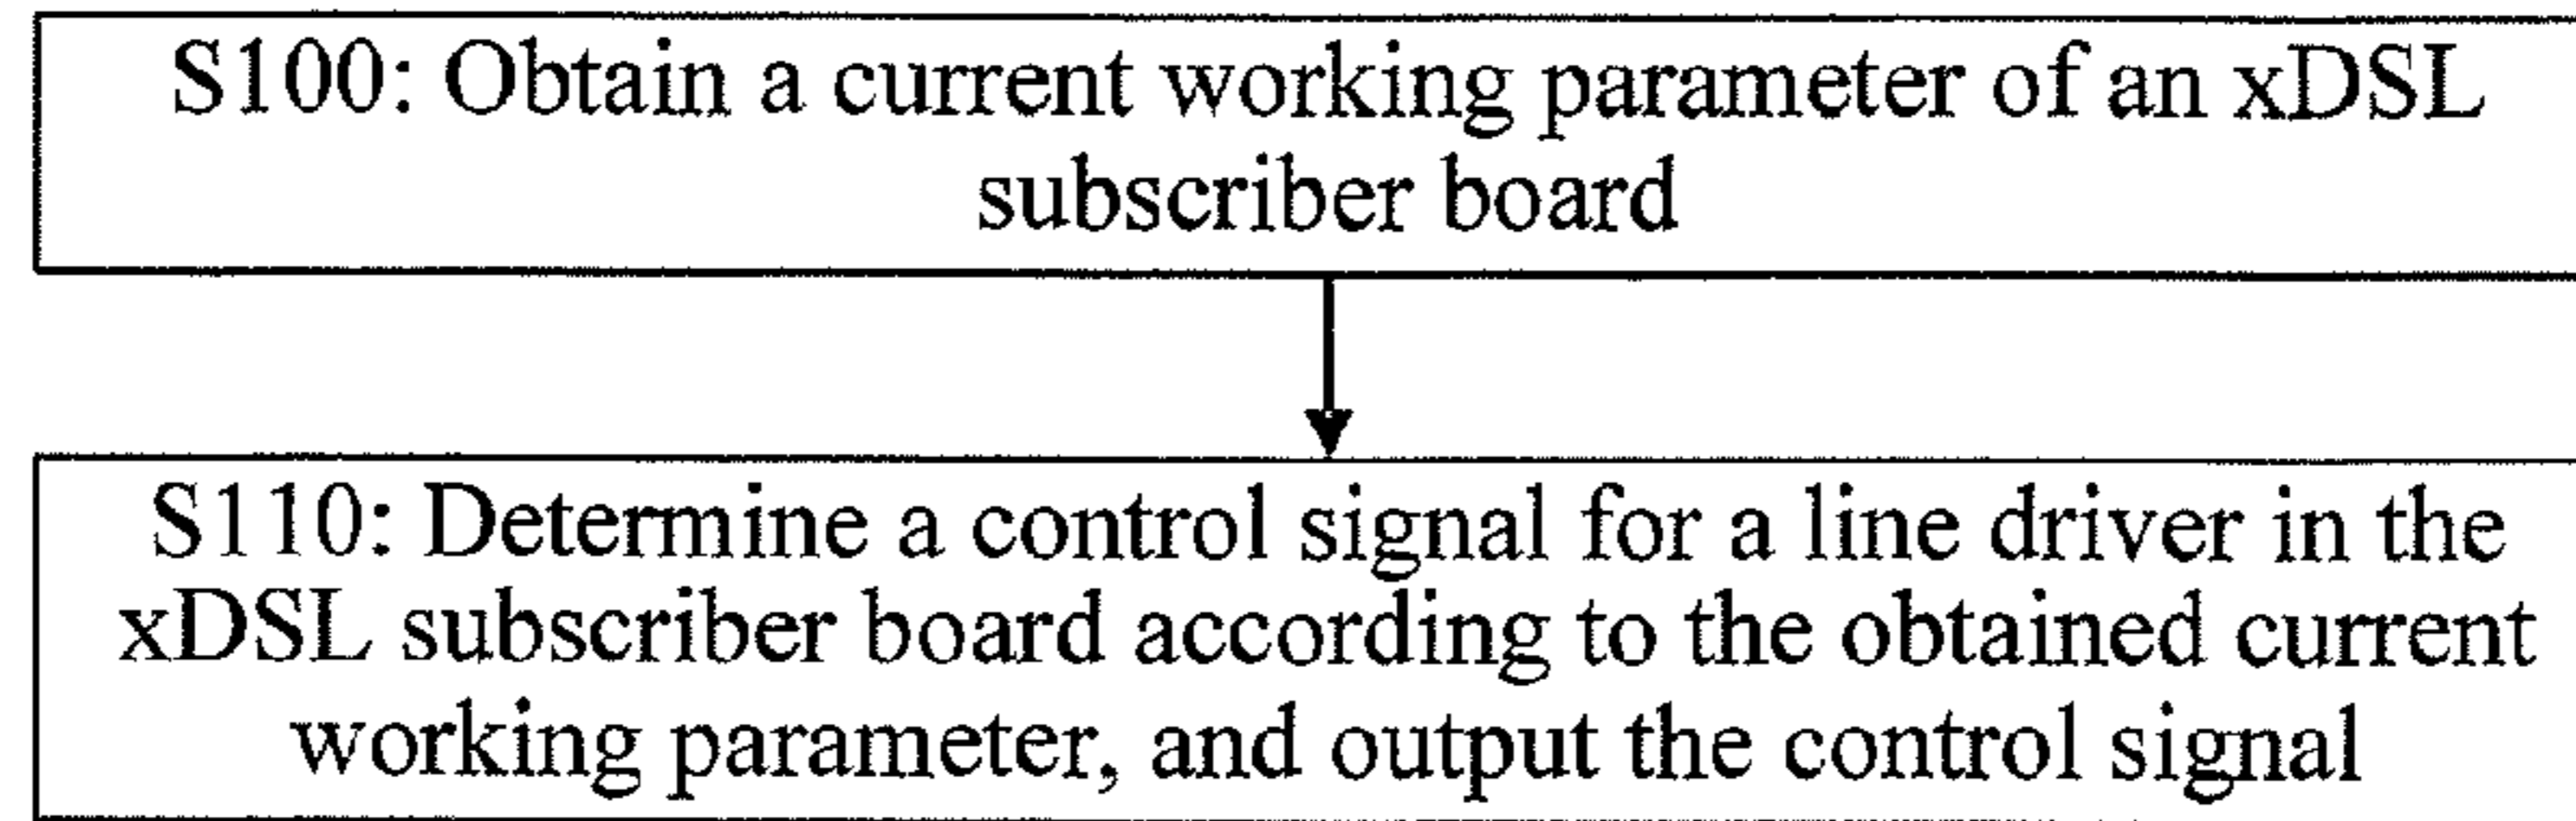 S100: Obtain a current working parameter of an xDSL
subscriber board
S110: Determine a control signal for a line driver in the
xDSL subscriber board according to the obtained current
working parameter, and output the control signal